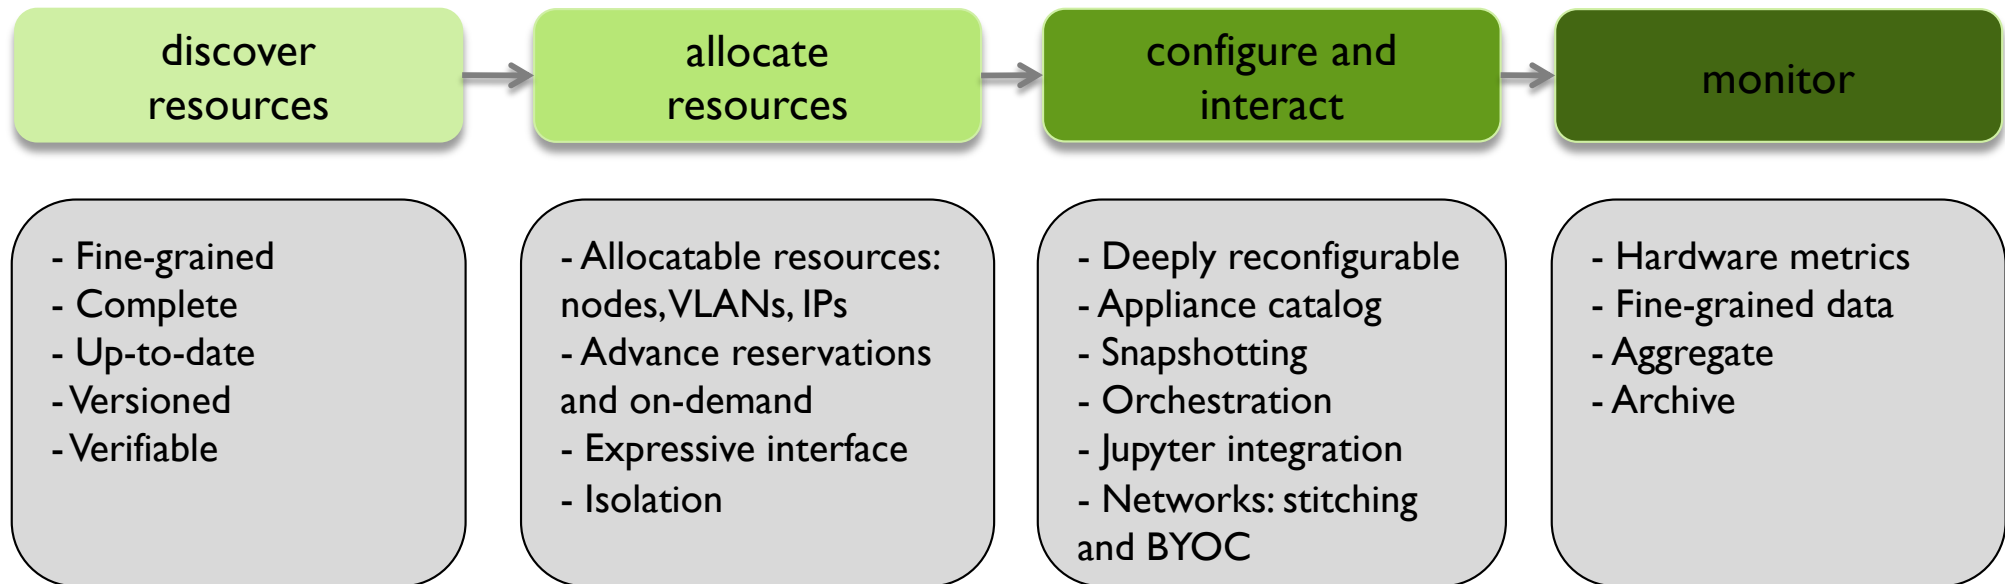 discover
resources
allocate
resources
configure and
interact
monitor
- Fine-grained
- Complete
- Up-to-date
- Versioned
- Verifiable
- Allocatable resources:
nodes, VLANs, IPs
- Advance reservations
and on-demand
- Expressive interface
- Isolation
- Deeply reconfigurable
- Appliance catalog
- Snapshotting
- Orchestration
- Jupyter integration
- Networks: stitching
and BYOC
- Hardware metrics
- Fine-grained data
- Aggregate
- Archive